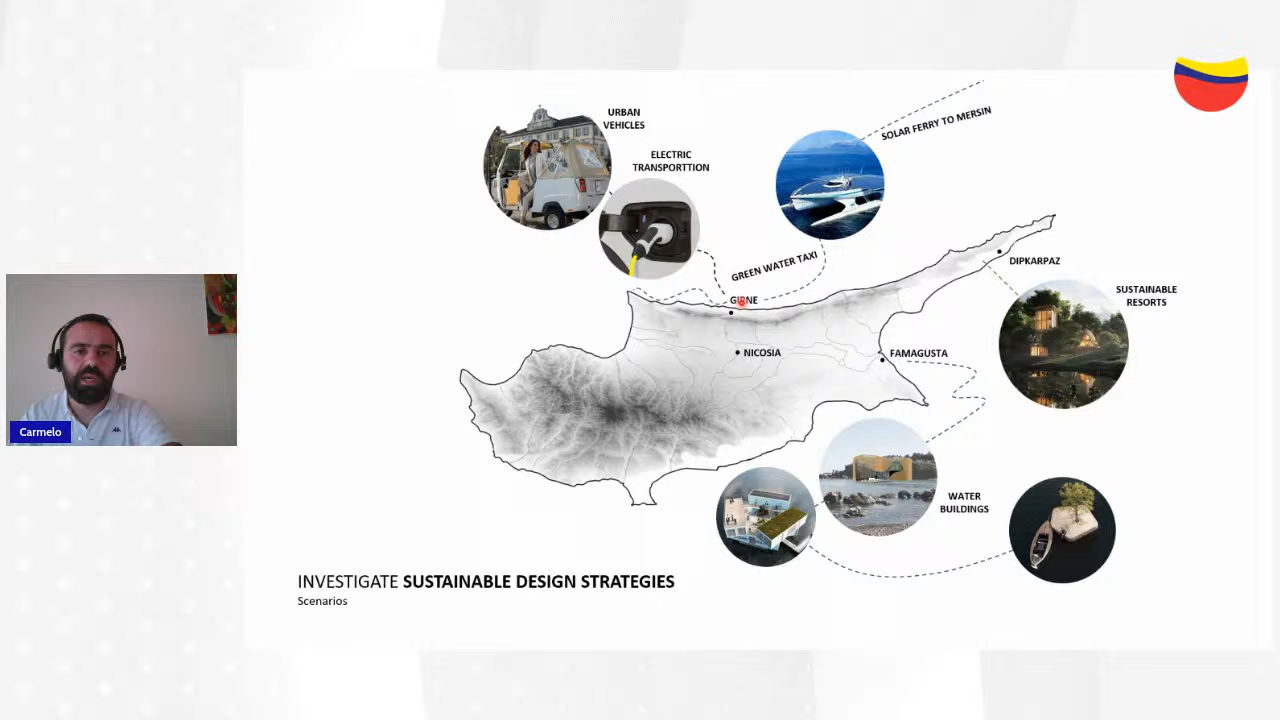 URBAN
VEHICLES
ELECTRIC
TRANSPORTTION
SOLAR FERRY TO MERSIN
GREEN WATER TAXI
GIRNE
DIPKARPAZ
SUSTAINABLE
RESORTS
NICOSIA
FAMAGUSTA
WATER
BUILDINGS
Carmelo
INVESTIGATE SUSTAINABLE DESIGN STRATEGIES
Scenarios